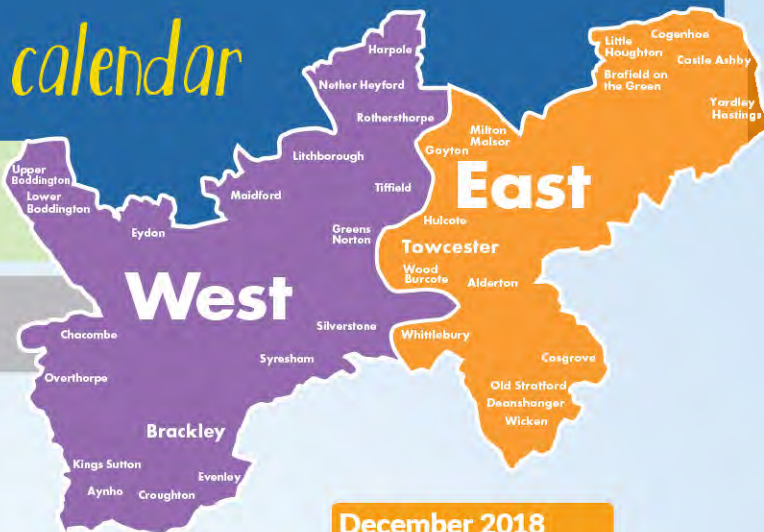 calendar
Harpole
Nether Heyford
Rothersthorpe
Litchborough
Upper
Boddington
Lower
Boddington
Maidford
Tiffield
Eydon
Greens
Norton
West
Chacombe
Silverstone
Syresham
Overthorpe
Brackley
Kings Sutton
Evenley
Aynho
Croughton
Little
Houghton
Cogenhoe
Castle Ashby
Brafield on
the Green
Yardley
Hastings
Milton
Malsor
Gayton
East
Hulcote
Towcester
Wood
Burcote
Alderton
Whittlebury
Cosgrove
Old Stratford
Deanshanger
Wicken
December 2018